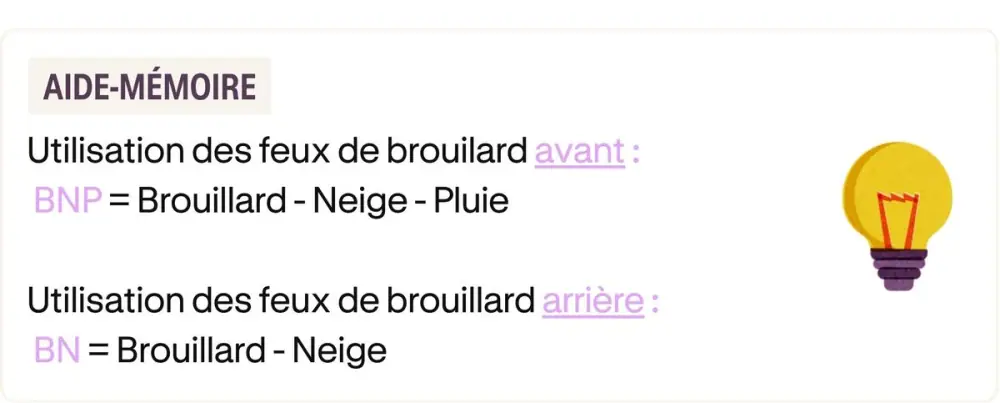 AIDE-MÉMOIRE
Utilisation des feux de brouilard avant :
BNP = Brouillard - Neige - Pluie
Utilisation des feux de brouillard arrière :
BN = Brouillard - Neige